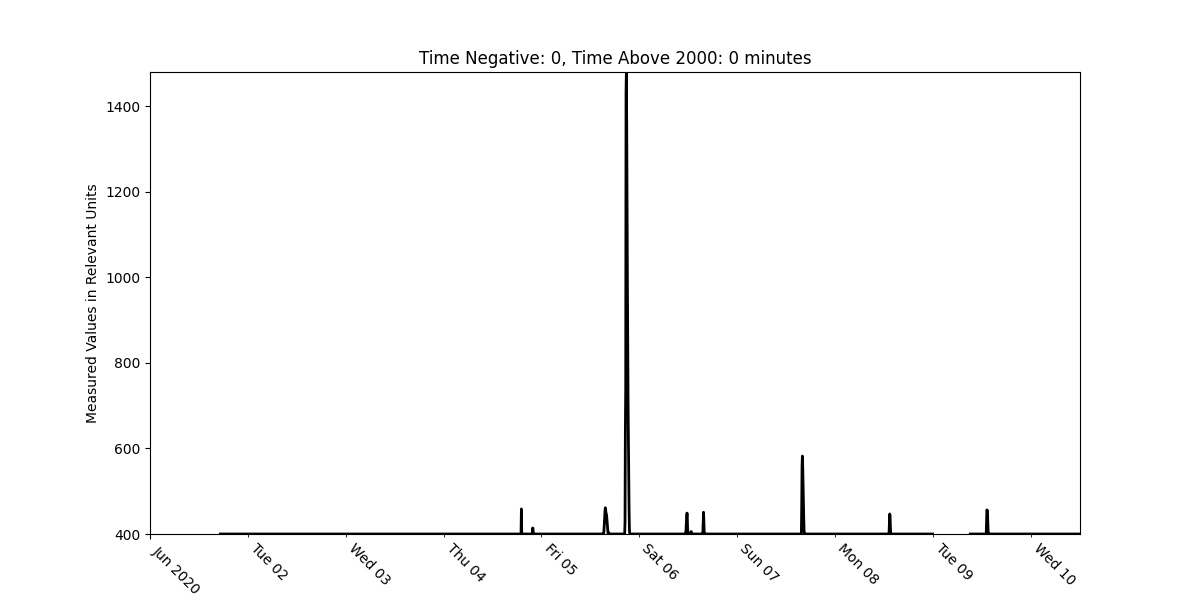 Time Negative: 0, Time Above 2000: 0 minutes
Measured Values in Relevant Units
1400
1200
1000
800
600
400
Jun 2020
Tue 02
Wed 03
Thu 04
Fri 05
Sat 06
Sun 07
Mon 08
Tue 09
Wed 10